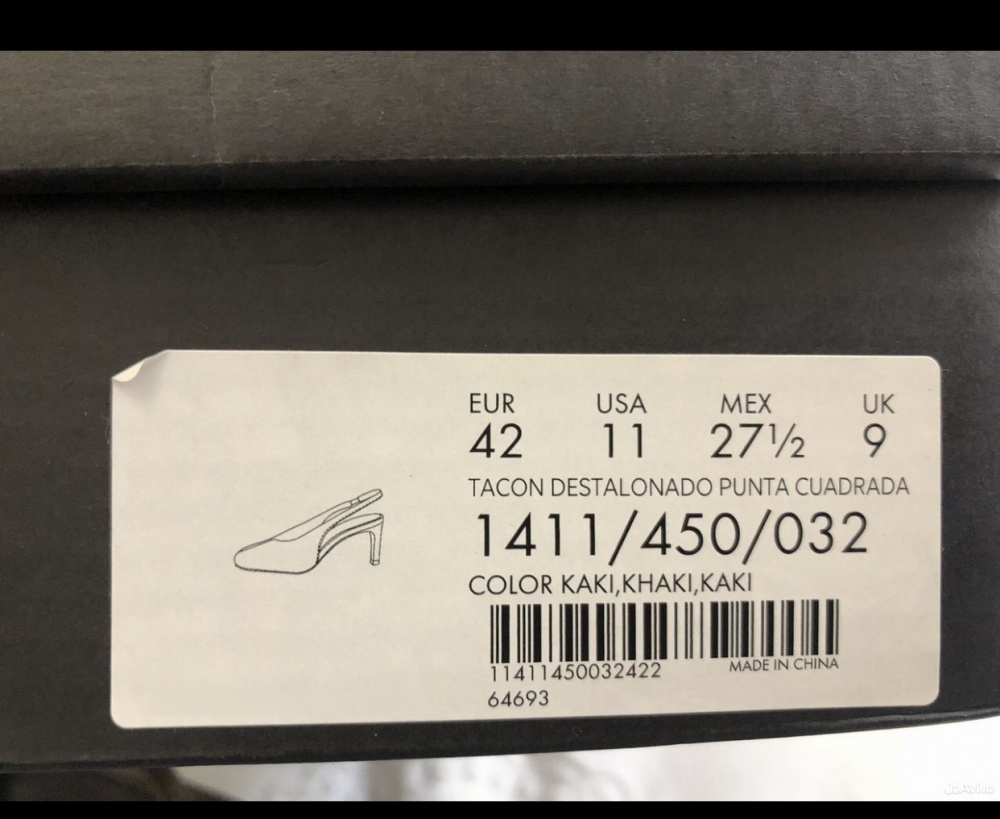 EUR USA MEX UK
42 11 27½ 9
TACON DESTALONADO PUNTA CUADRADA
1411/450/032
COLOR KAKI,KHAKI,KAKI
11411450032422 MADE IN CHINA
64693
Avito